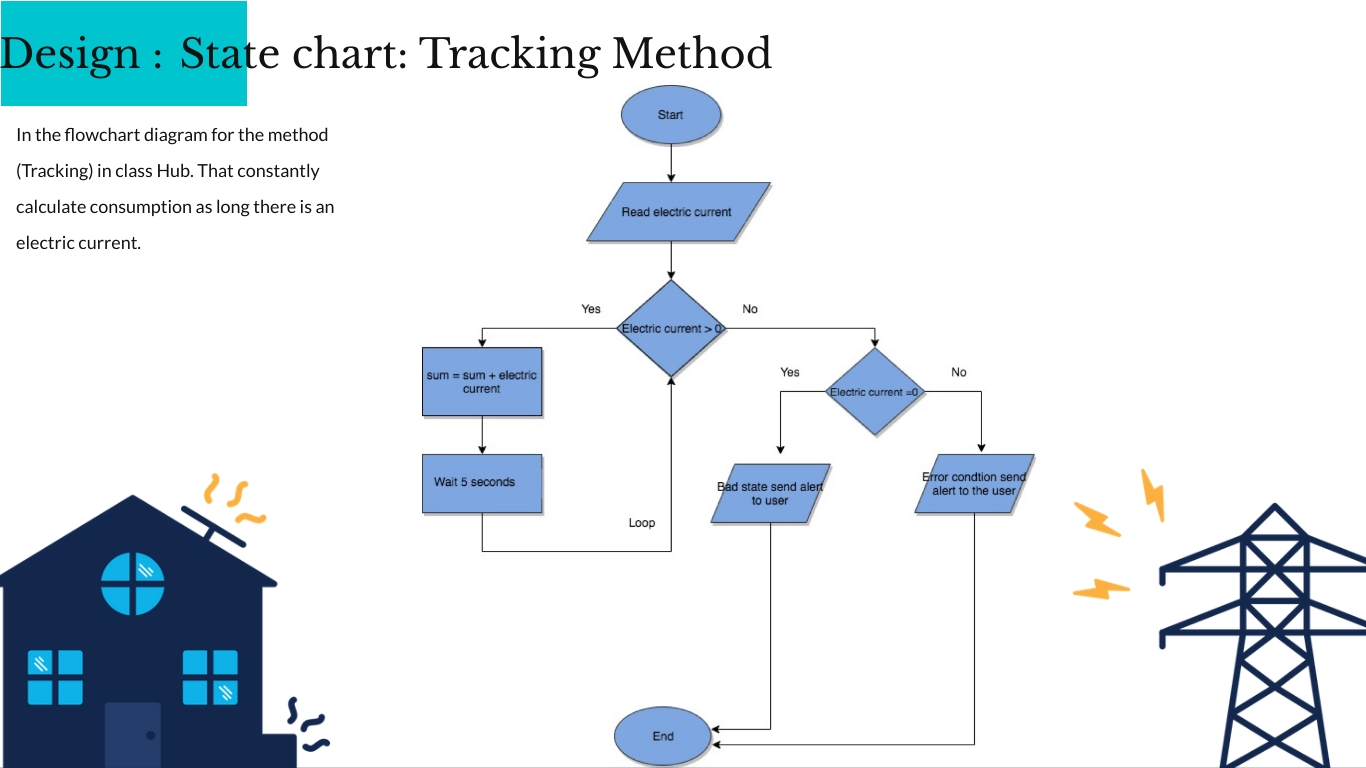 Design : State chart: Tracking Method
In the flowchart diagram for the method
(Tracking) in class Hub. That constantly
calculate consumption as long there is an
electric current.
Start
Read electric current
Electric current > 0
Yes
No
sum = sum + electric
current
Wait 5 seconds
Loop
Electric current =0
Yes
No
Bad state send alert
to user
Error condtion send
alert to the user
End